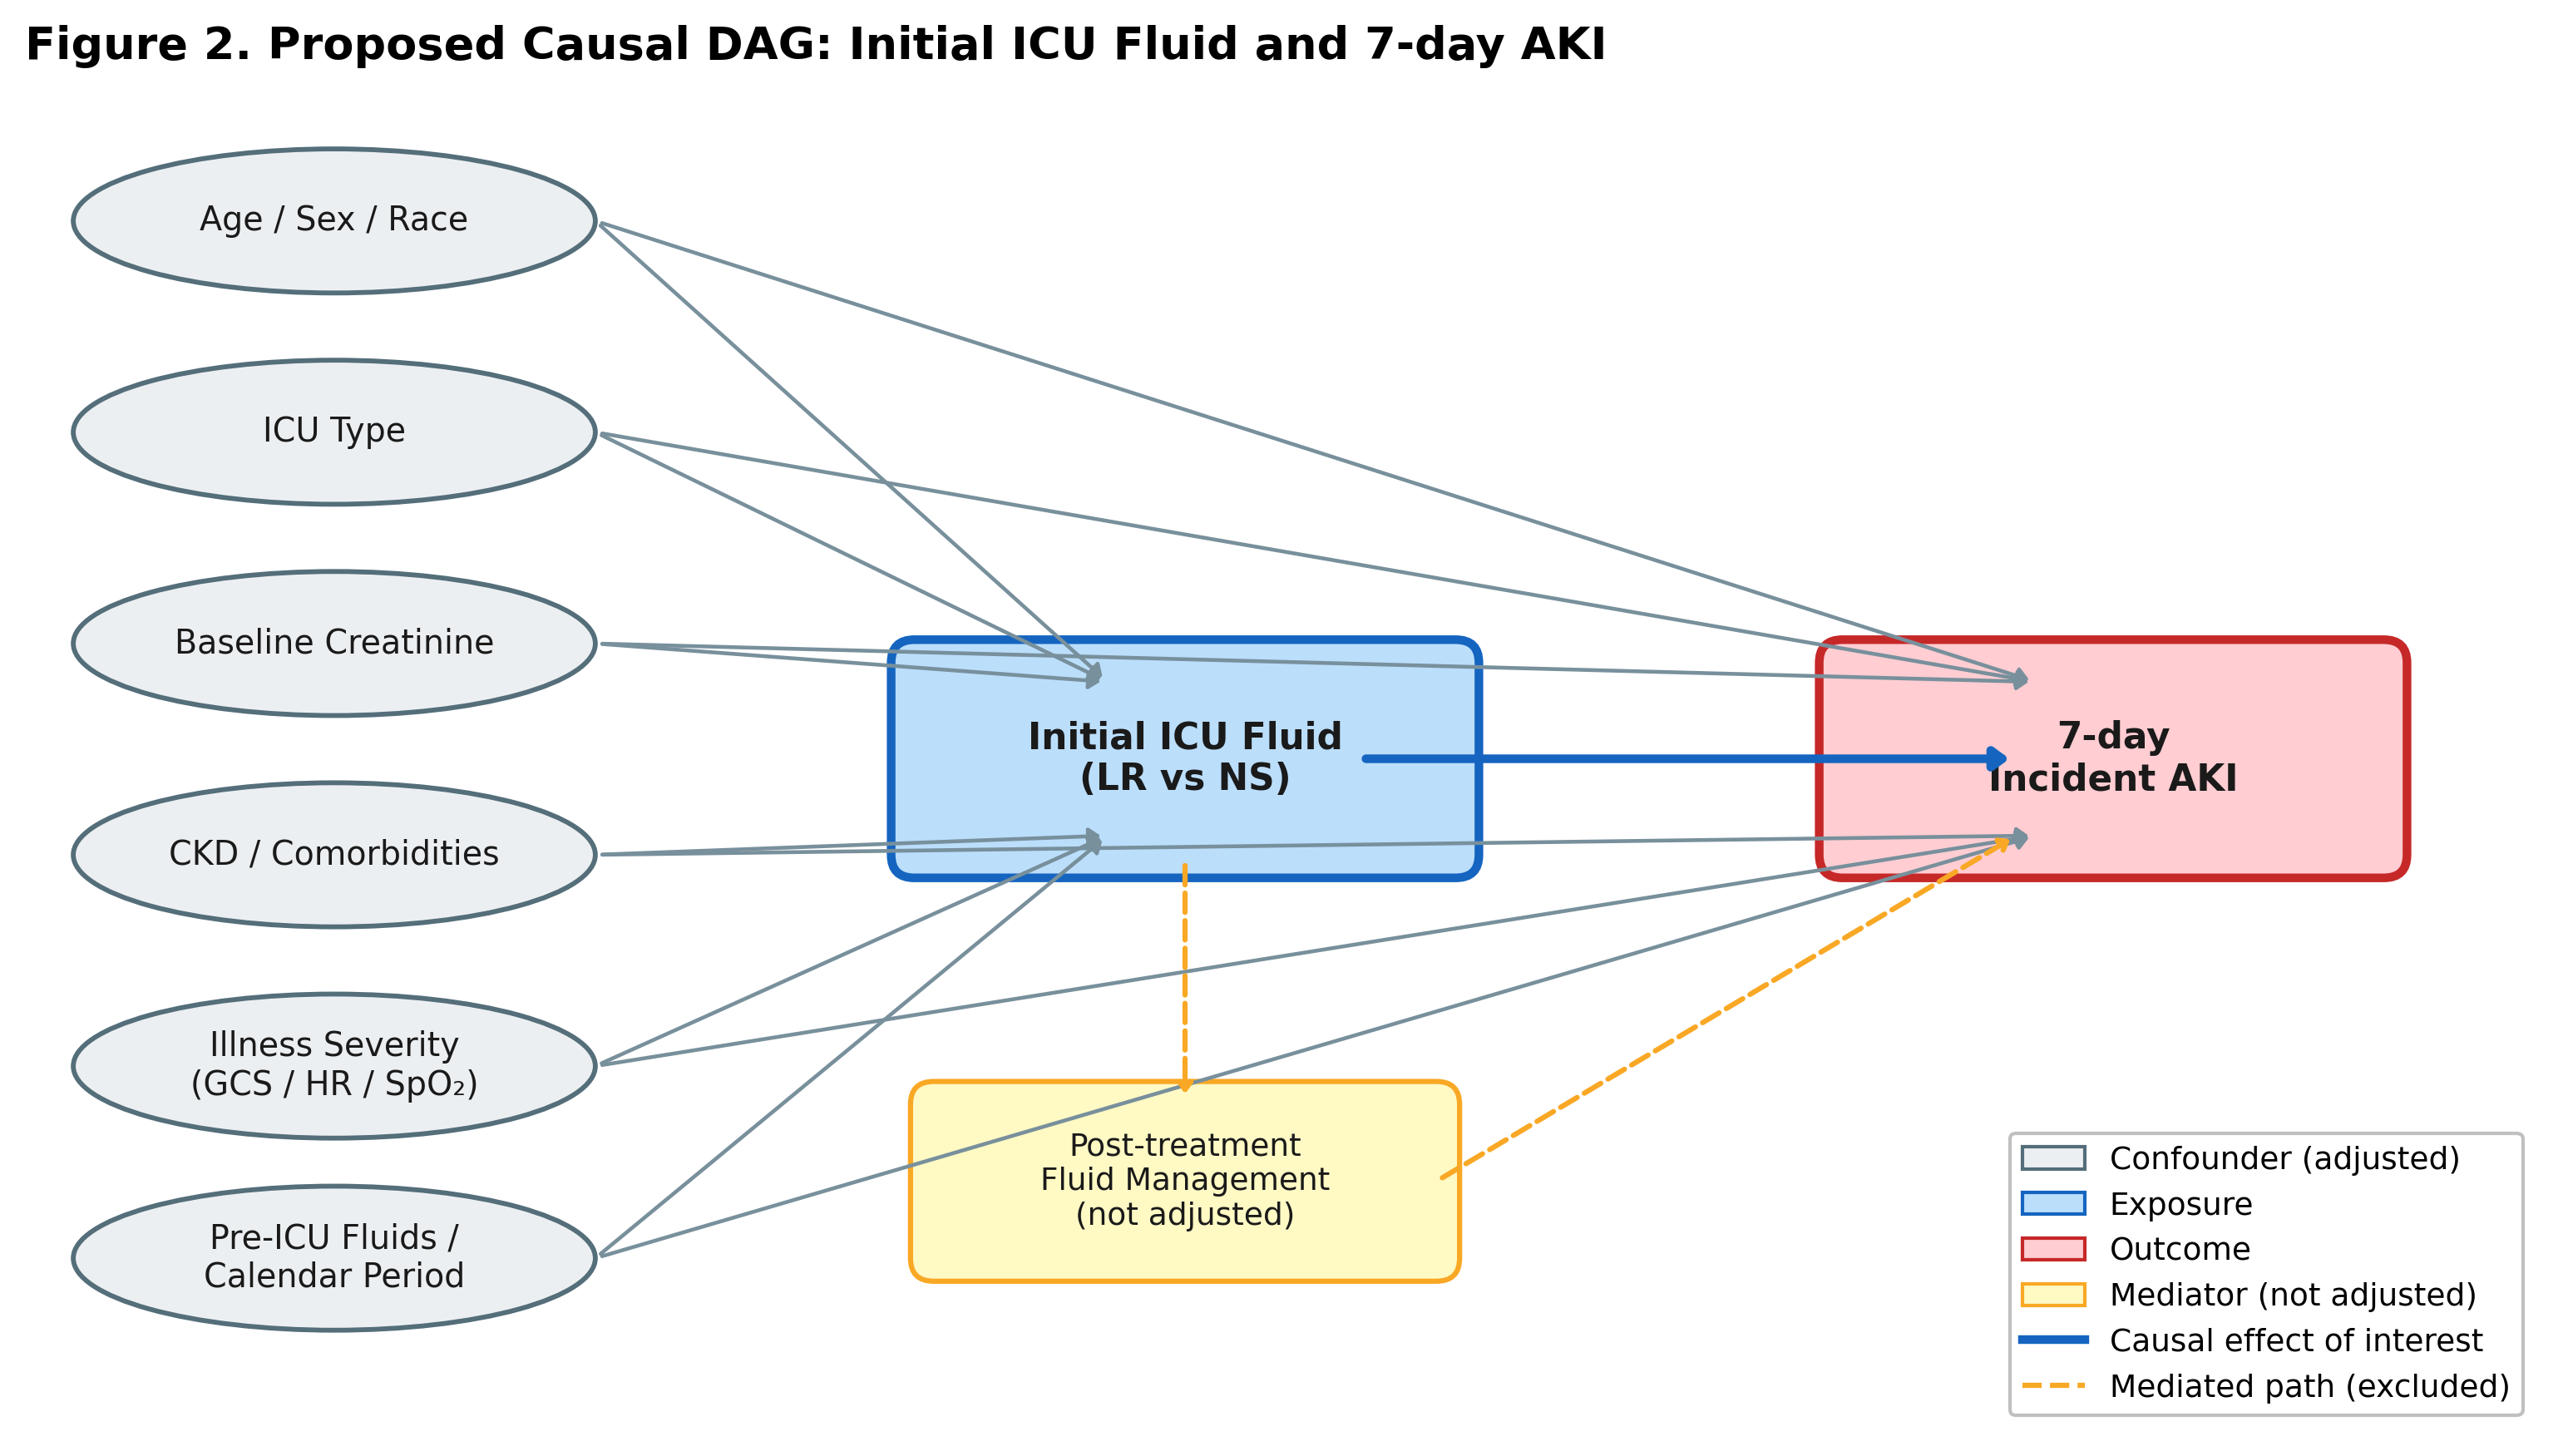 Figure 2. Proposed Causal DAG: Initial ICU Fluid and 7-day AKI
Age / Sex / Race
ICU Type
Baseline Creatinine
CKD / Comorbidities
Illness Severity
(GCS / HR / SpO₂)
Pre-ICU Fluids /
Calendar Period
Initial ICU Fluid
(LR vs NS)
7-day
Incident AKI
Post-treatment
Fluid Management
(not adjusted)
Confounder (adjusted)
Exposure
Outcome
Mediator (not adjusted)
Causal effect of interest
Mediated path (excluded)